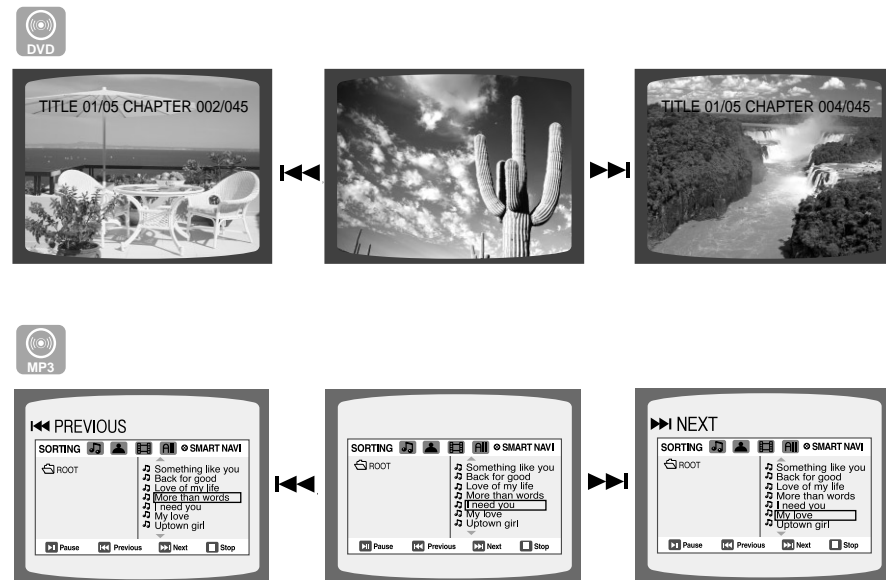 DVD
TITLE 01/05 CHAPTER 002/045
TITLE 01/05 CHAPTER 004/045
MP3
PREVIOUS
SORTING All SMART NAVI
ROOT
Something like you
Back for good
Love of my life
More than words
I need you
My love
Uptown girl
Pause Previous Next Stop
SORTING All SMART NAVI
ROOT
Something like you
Back for good
Love of my life
More than words
I need you
My love
Uptown girl
Pause Previous Next Stop
NEXT
SORTING All SMART NAVI
ROOT
Something like you
Back for good
Love of my life
More than words
I need you
My love
Uptown girl
Pause Previous Next Stop